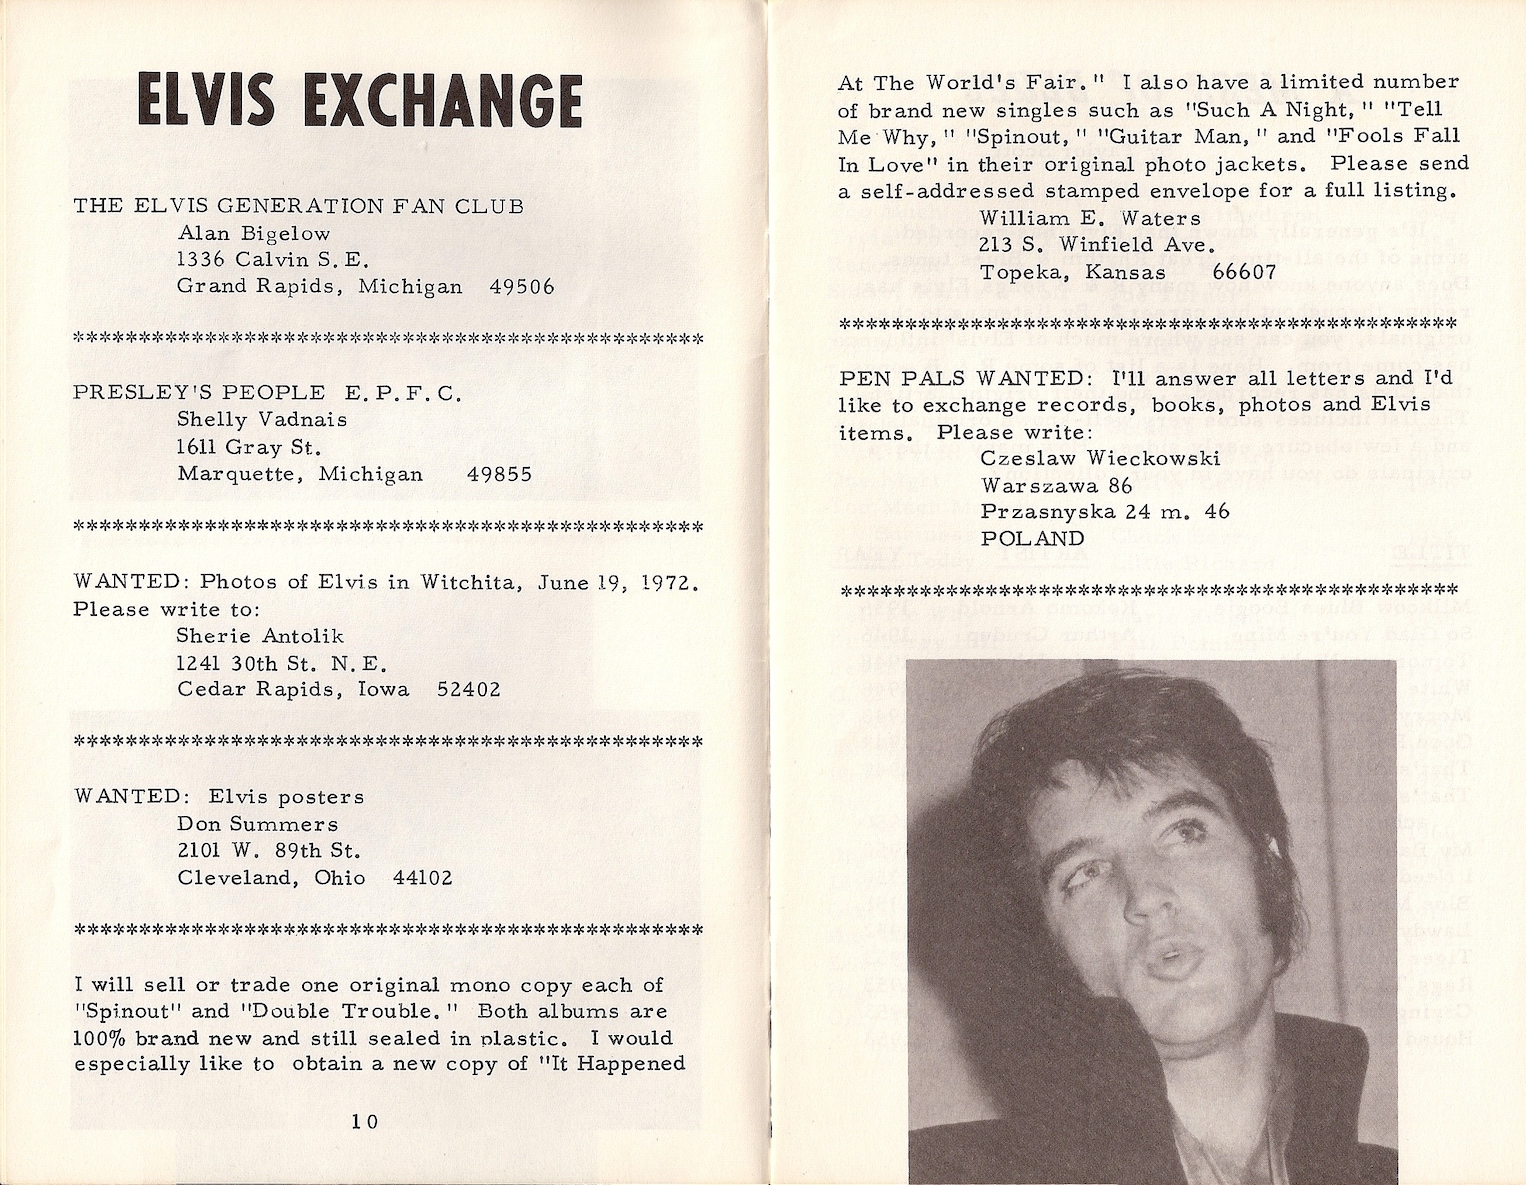 ELVIS EXCHANGE
THE ELVIS GENERATION FAN CLUB
Alan Bigelow
1336 Calvin S.E.
Grand Rapids, Michigan 49506
************************************************
PRESLEY'S PEOPLE E.P.F.C.
Shelly Vadnais
1611 Gray St.
Marquette, Michigan 49855
************************************************
WANTED: Photos of Elvis in Witchita, June 19, 1972.
Please write to:
Sherie Antolik
1241 30th St. N.E.
Cedar Rapids, Iowa 52402
************************************************
WANTED: Elvis posters
Don Summers
2101 W. 89th St.
Cleveland, Ohio 44102
************************************************
I will sell or trade one original mono copy each of
"Spinout" and "Double Trouble." Both albums are
100% brand new and still sealed in plastic. I would
especially like to obtain a new copy of "It Happened
10
At The World's Fair." I also have a limited number
of brand new singles such as "Such A Night," "Tell
Me Why," "Spinout," "Guitar Man," and "Fools Fall
In Love" in their original photo jackets. Please send
a self-addressed stamped envelope for a full listing.
William E. Waters
213 S. Winfield Ave.
Topeka, Kansas 66607
***********************************************
PEN PALS WANTED: I'll answer all letters and I'd
like to exchange records, books, photos and Elvis
items. Please write:
Czeslaw Wieckowski
Warszawa 86
Przasnyska 24 m. 46
POLAND
***********************************************